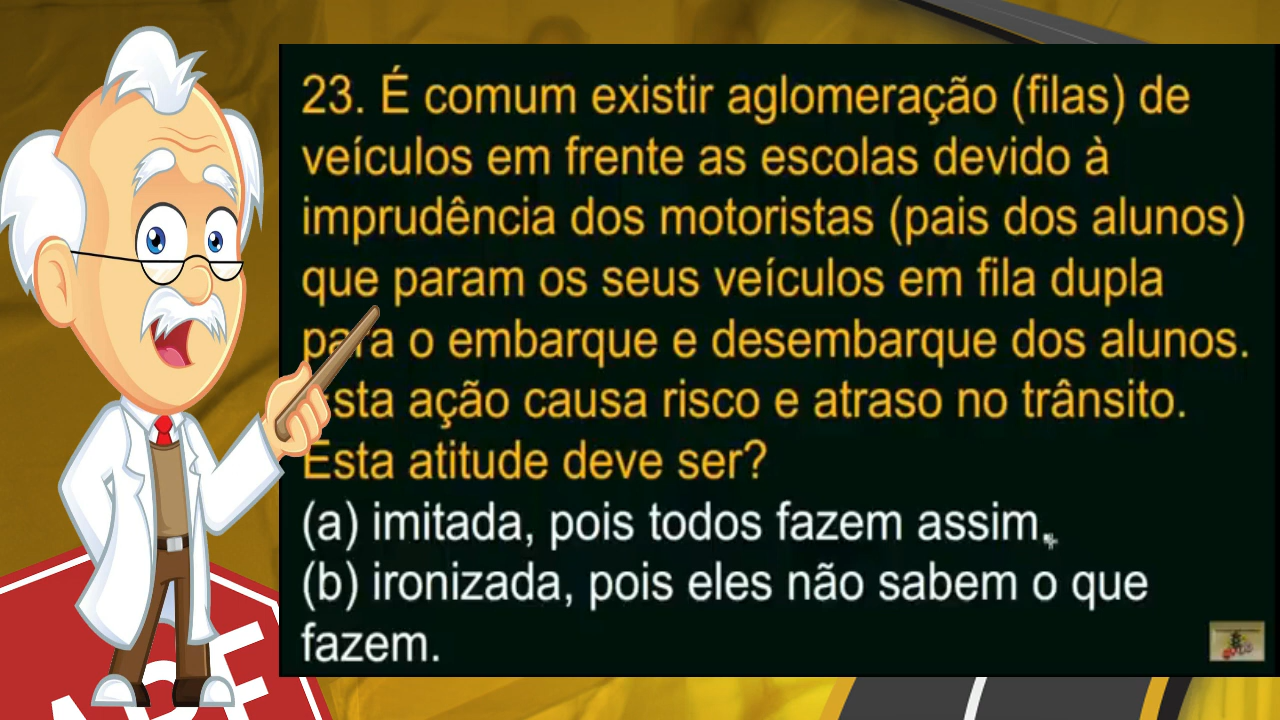 23. É comum existir aglomeração (filas) de
veículos em frente as escolas devido à
imprudência dos motoristas (pais dos alunos)
que param os seus veículos em fila dupla
para o embarque e desembarque dos alunos.
Esta ação causa risco e atraso no trânsito.
Esta atitude deve ser?
(a) imitada, pois todos fazem assim.
(b) ironizada, pois eles não sabem o que
fazem.